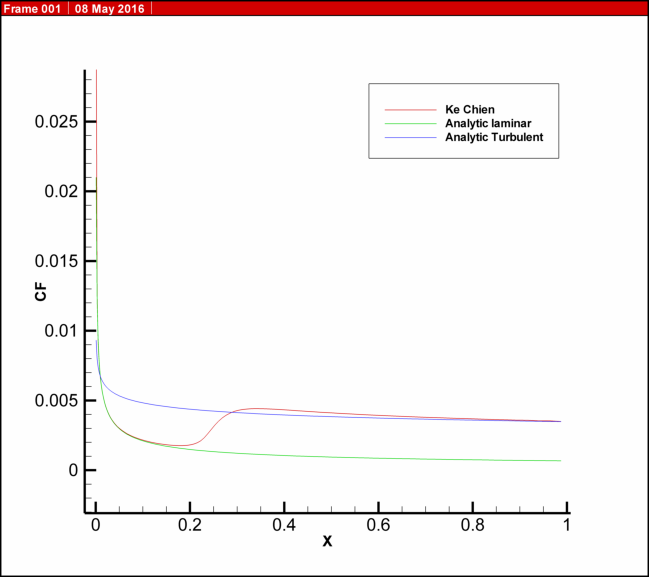 Frame 001 | 08 May 2016
Ke Chien
Analytic laminar
Analytic Turbulent
0.025
0.02
0.015
CF
0.01
0.005
0
0 0.2 0.4 0.6 0.8 1
X